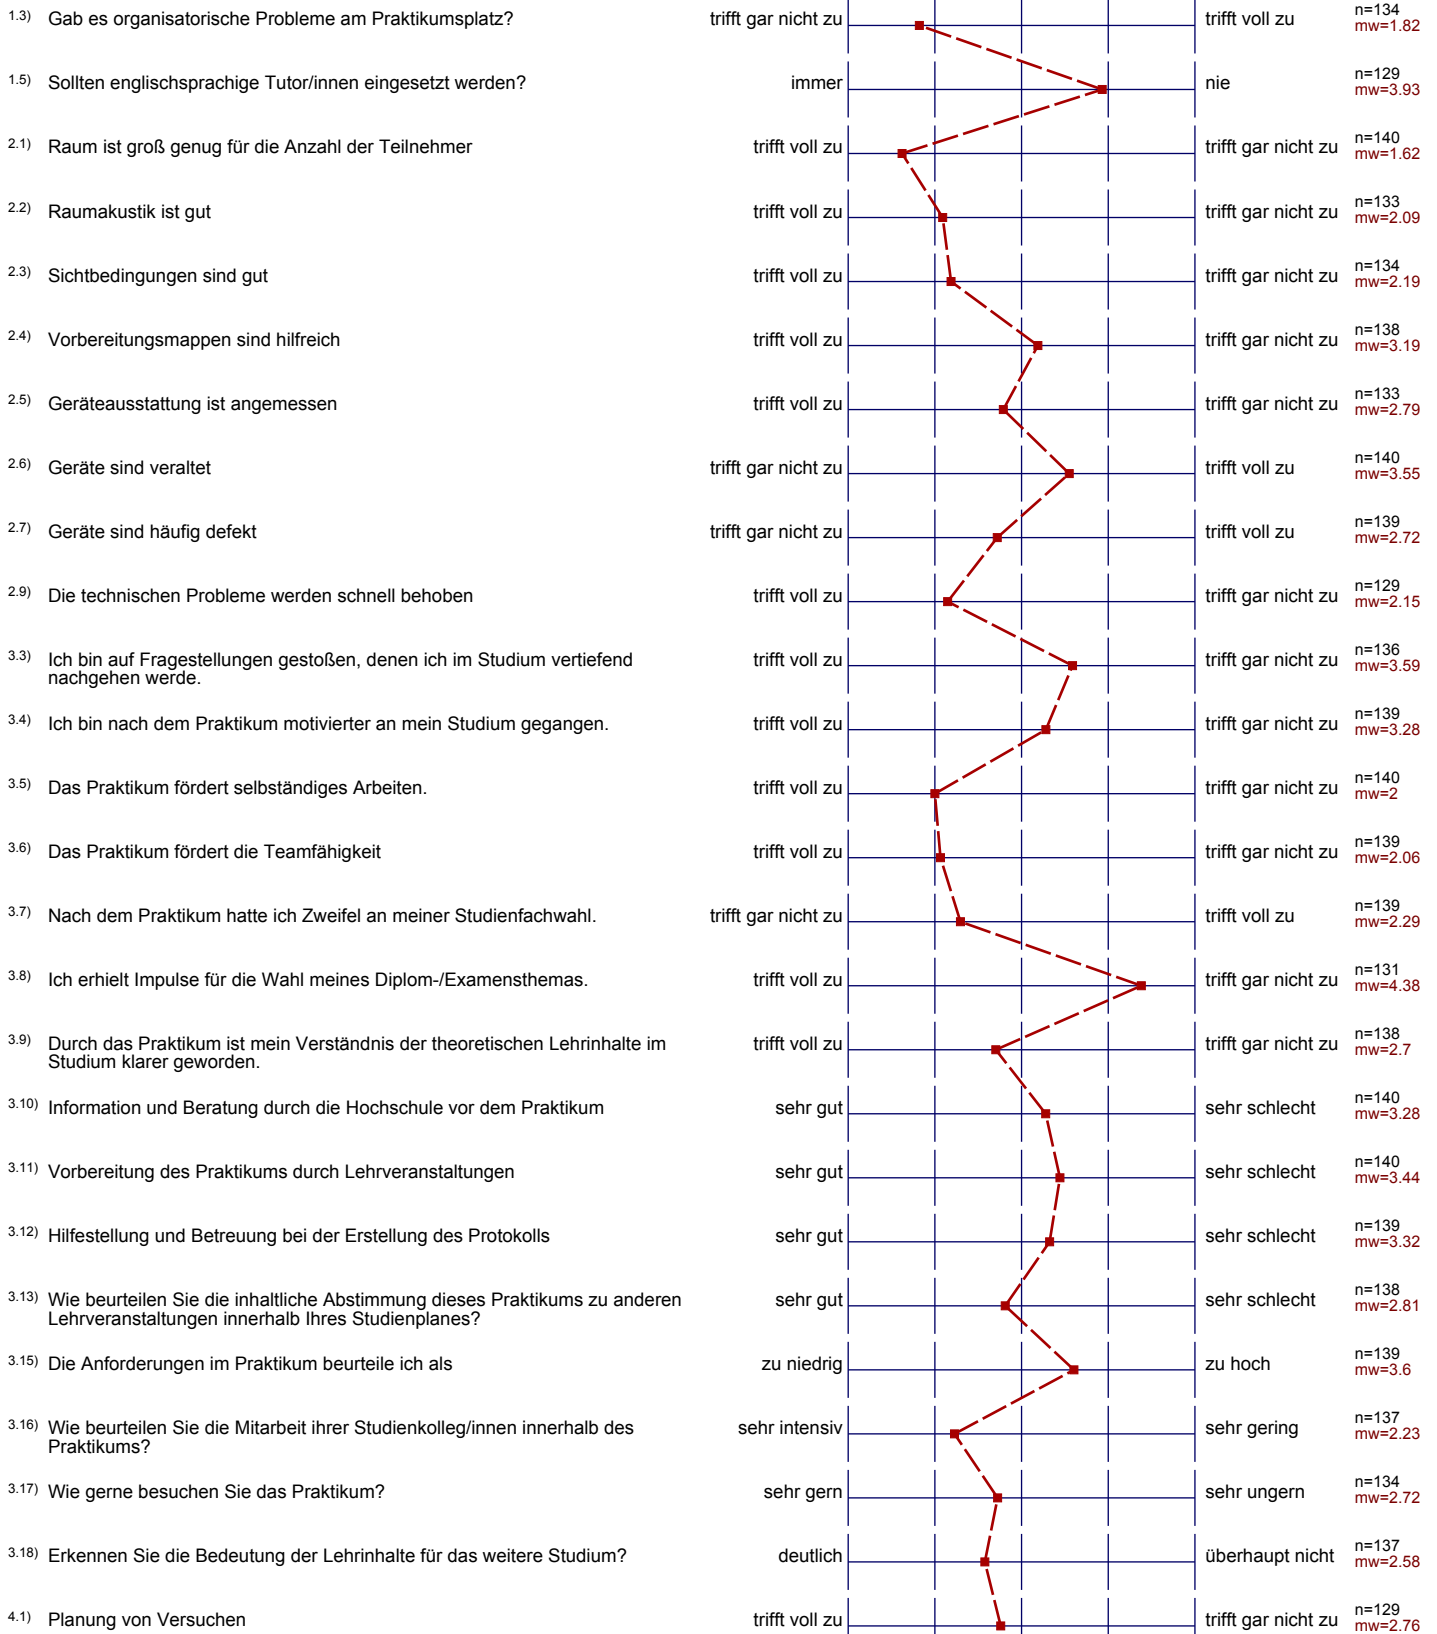 1.3) Gab es organisatorische Probleme am Praktikumsplatz? trifft gar nicht zu trifft voll zu n=134
mw=1.82
1.5) Sollten englischsprachige Tutor/innen eingesetzt werden? immer nie n=129
mw=3.93
2.1) Raum ist groß genug für die Anzahl der Teilnehmer trifft voll zu trifft gar nicht zu n=140
mw=1.62
2.2) Raumakustik ist gut trifft voll zu trifft gar nicht zu n=133
mw=2.09
2.3) Sichtbedingungen sind gut trifft voll zu trifft gar nicht zu n=134
mw=2.19
2.4) Vorbereitungsmappen sind hilfreich trifft voll zu trifft gar nicht zu n=138
mw=3.19
2.5) Geräteausstattung ist angemessen trifft voll zu trifft gar nicht zu n=133
mw=2.79
2.6) Geräte sind veraltet trifft gar nicht zu trifft voll zu n=140
mw=3.55
2.7) Geräte sind häufig defekt trifft gar nicht zu trifft voll zu n=139
mw=2.72
2.9) Die technischen Probleme werden schnell behoben trifft voll zu trifft gar nicht zu n=129
mw=2.15
3.3) Ich bin auf Fragestellungen gestoßen, denen ich im Studium vertiefend trifft voll zu trifft gar nicht zu n=136
nachgehen werde. mw=3.59
3.4) Ich bin nach dem Praktikum motivierter an mein Studium gegangen. trifft voll zu trifft gar nicht zu n=139
mw=3.28
3.5) Das Praktikum fördert selbständiges Arbeiten. trifft voll zu trifft gar nicht zu n=140
mw=2
3.6) Das Praktikum fördert die Teamfähigkeit trifft voll zu trifft gar nicht zu n=139
mw=2.06
3.7) Nach dem Praktikum hatte ich Zweifel an meiner Studienfachwahl. trifft gar nicht zu trifft voll zu n=139
mw=2.29
3.8) Ich erhielt Impulse für die Wahl meines Diplom-/Examensthemas. trifft voll zu trifft gar nicht zu n=131
mw=4.38
3.9) Durch das Praktikum ist mein Verständnis der theoretischen Lehrinhalte im trifft voll zu trifft gar nicht zu n=138
Studium klarer geworden. mw=2.7
3.10) Information und Beratung durch die Hochschule vor dem Praktikum sehr gut sehr schlecht n=140
mw=3.28
3.11) Vorbereitung des Praktikums durch Lehrveranstaltungen sehr gut sehr schlecht n=140
mw=3.44
3.12) Hilfestellung und Betreuung bei der Erstellung des Protokolls sehr gut sehr schlecht n=139
mw=3.32
3.13) Wie beurteilen Sie die inhaltliche Abstimmung dieses Praktikums zu anderen sehr gut sehr schlecht n=138
Lehrveranstaltungen innerhalb Ihres Studienplanes? mw=2.81
3.15) Die Anforderungen im Praktikum beurteile ich als zu niedrig zu hoch n=139
mw=3.6
3.16) Wie beurteilen Sie die Mitarbeit ihrer Studienkolleg/innen innerhalb des sehr intensiv sehr gering n=137
Praktikums? mw=2.23
3.17) Wie gerne besuchen Sie das Praktikum? sehr gern sehr ungern n=134
mw=2.72
3.18) Erkennen Sie die Bedeutung der Lehrinhalte für das weitere Studium? deutlich überhaupt nicht n=137
mw=2.58
4.1) Planung von Versuchen trifft voll zu trifft gar nicht zu n=129
mw=2.76